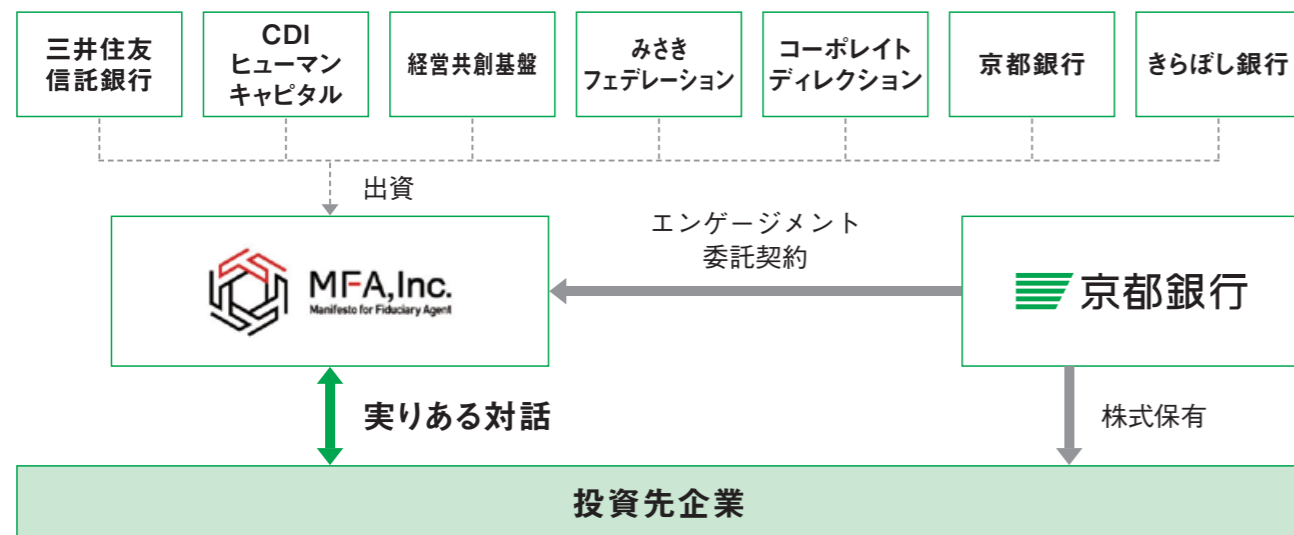 三井住友
信託銀行
CDI
ヒューマン
キャピタル
経営共創基盤
みさき
フェデレーション
コーポレイト
ディレクション
京都銀行
きらぼし銀行
出資
MFA,Inc.
Manifesto for Fiduciary Agent
エンゲージメント
委託契約
京都銀行
実りある対話
株式保有
投資先企業